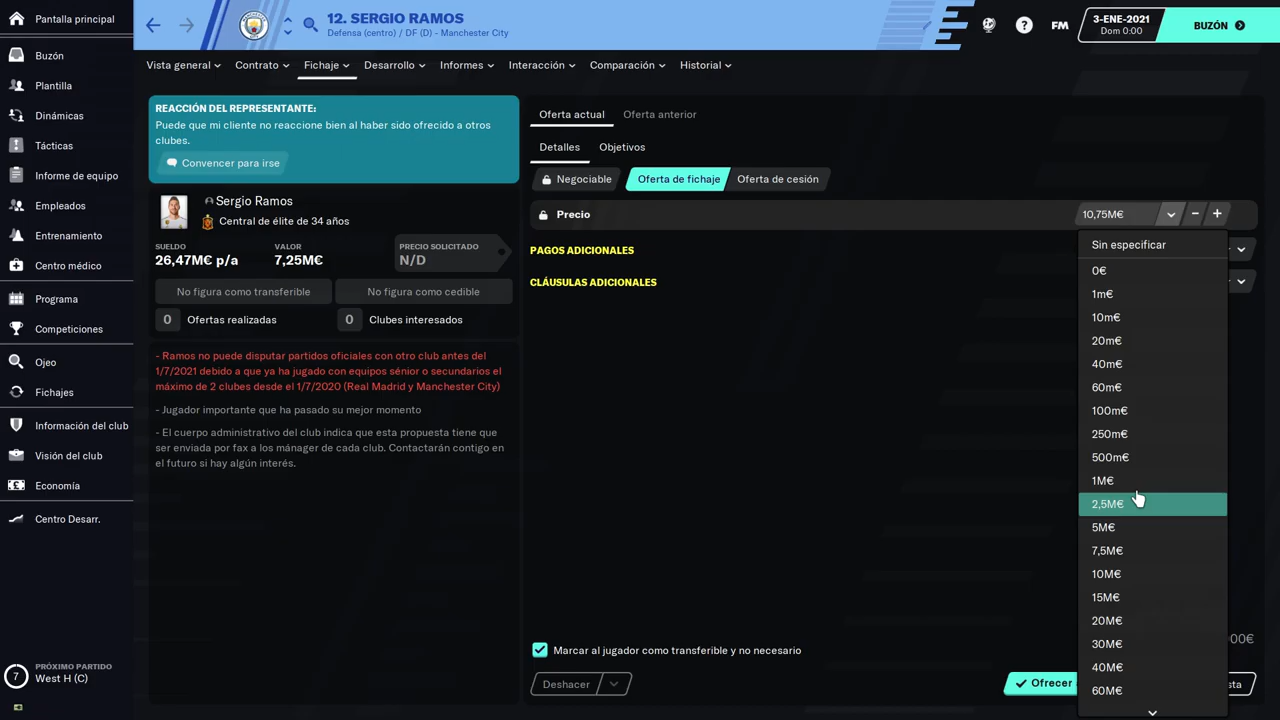 Pantalla principal
Buzón
Plantilla
Dinámicas
Tácticas
Informe de equipo
Empleados
Entrenamiento
Centro médico
Programa
Competiciones
Ojeo
Fichajes
Información del club
Visión del club
Economía
Centro Desarr.
7
PRÓXIMO PARTIDO
West H (C)
12. SERGIO RAMOS
Defensa (centro) / DF (D) - Manchester City
?
FM
3-ENE-2021
Dom 0:00
BUZÓN
Vista general
Contrato
Fichaje
Desarrollo
Informes
Interacción
Comparación
Historial
REACCIÓN DEL REPRESENTANTE:
Puede que mi cliente no reaccione bien al haber sido ofrecido a otros
clubes.
Convencer para irse
Sergio Ramos
Central de élite de 34 años
SUELDO
26,47M€ p/a
VALOR
7,25M€
PRECIO SOLICITADO
N/D
No figura como transferible
No figura como cedible
0 Ofertas realizadas
0 Clubes interesados
- Ramos no puede disputar partidos oficiales con otro club antes del
1/7/2021 debido a que ya ha jugado con equipos sénior o secundarios el
máximo de 2 clubes desde el 1/7/2020 (Real Madrid y Manchester City)
- Jugador importante que ha pasado su mejor momento
- El cuerpo administrativo del club indica que esta propuesta tiene que
ser enviada por fax a los mánager de cada club. Contactarán contigo en
el futuro si hay algún interés.
Oferta actual
Oferta anterior
Detalles
Objetivos
Negociable
Oferta de fichaje
Oferta de cesión
Precio
10,75M€
PAGOS ADICIONALES
CLÁUSULAS ADICIONALES
Sin especificar
0€
1m€
10m€
20m€
40m€
60m€
100m€
250m€
500m€
1M€
2,5M€
5M€
7,5M€
10M€
15M€
20M€
30M€
40M€
60M€
Marcar al jugador como transferible y no necesario
Deshacer
Ofrecer